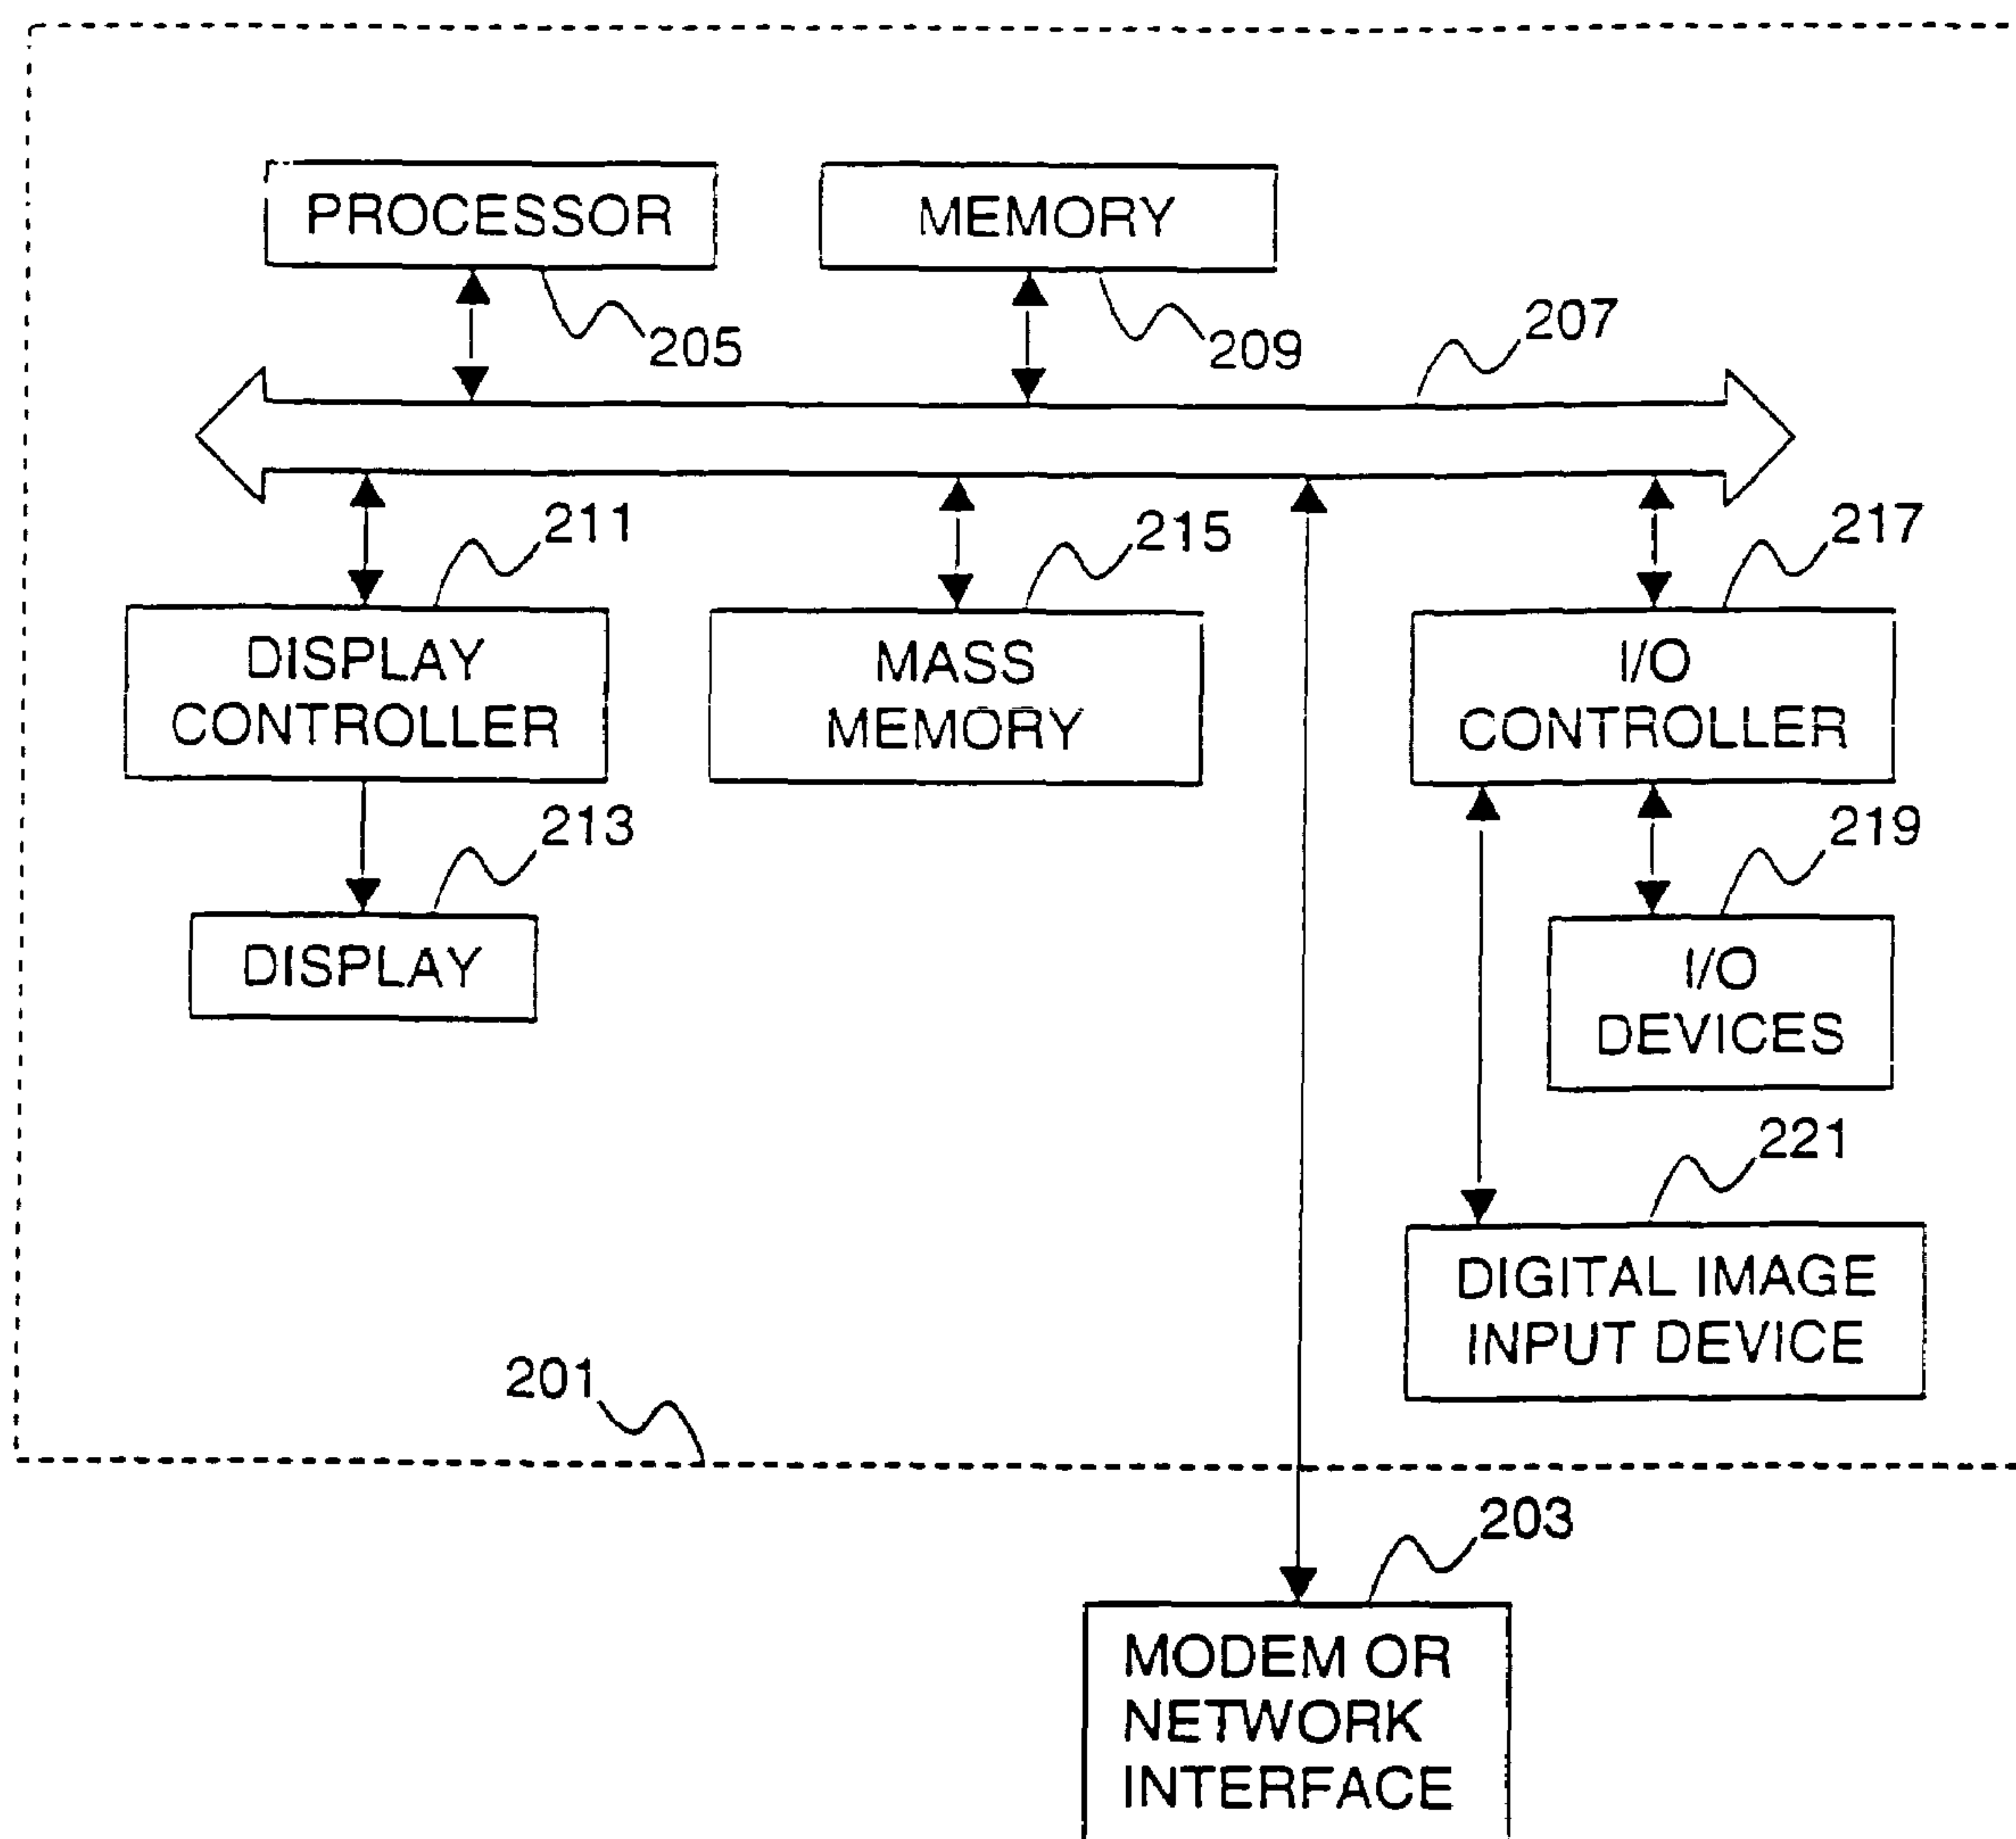 PROCESSOR
MEMORY
205
209
207
211
215
217
DISPLAY
CONTROLLER
MASS
MEMORY
I/O
CONTROLLER
213
219
DISPLAY
I/O
DEVICES
221
DIGITAL IMAGE
INPUT DEVICE
201
203
MODEM OR
NETWORK
INTERFACE